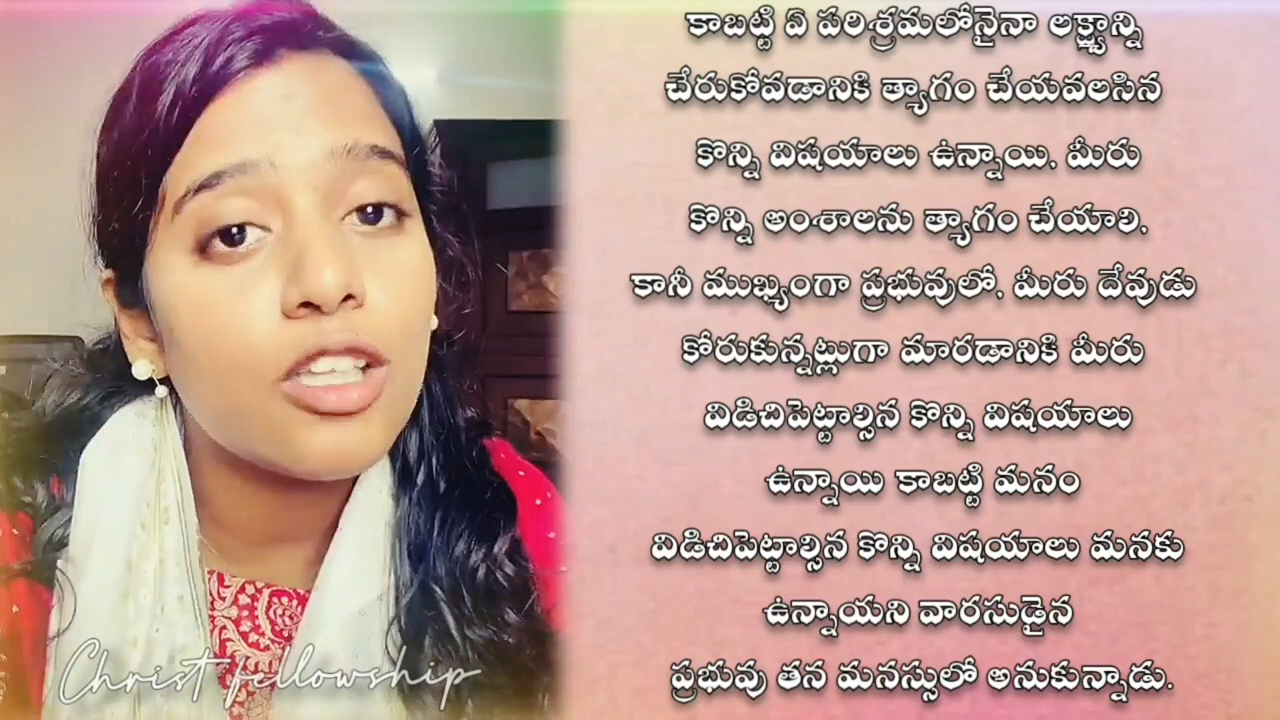 కాబట్టి ఏ పరిశ్రమలోనైనా లక్ష్యాన్ని
చేరుకోవడానికి త్యాగం చేయవలసిన
కొన్ని విషయాలు ఉన్నాయి. మీరు
కొన్ని అంశాలను త్యాగం చేయాలి.
కానీ ముఖ్యంగా ప్రభువులో. మీరు దేవుడు
కోరుకున్నట్లుగా మారడానికి మీరు
విడిచిపెట్టాల్సిన కొన్ని విషయాలు
ఉన్నాయి కాబట్టి మనం
విడిచిపెట్టాల్సిన కొన్ని విషయాలు మనకు
ఉన్నాయని వారసుడైన
ప్రభువు తన మనస్సులో అనుకున్నాడు.
Christ fellowship